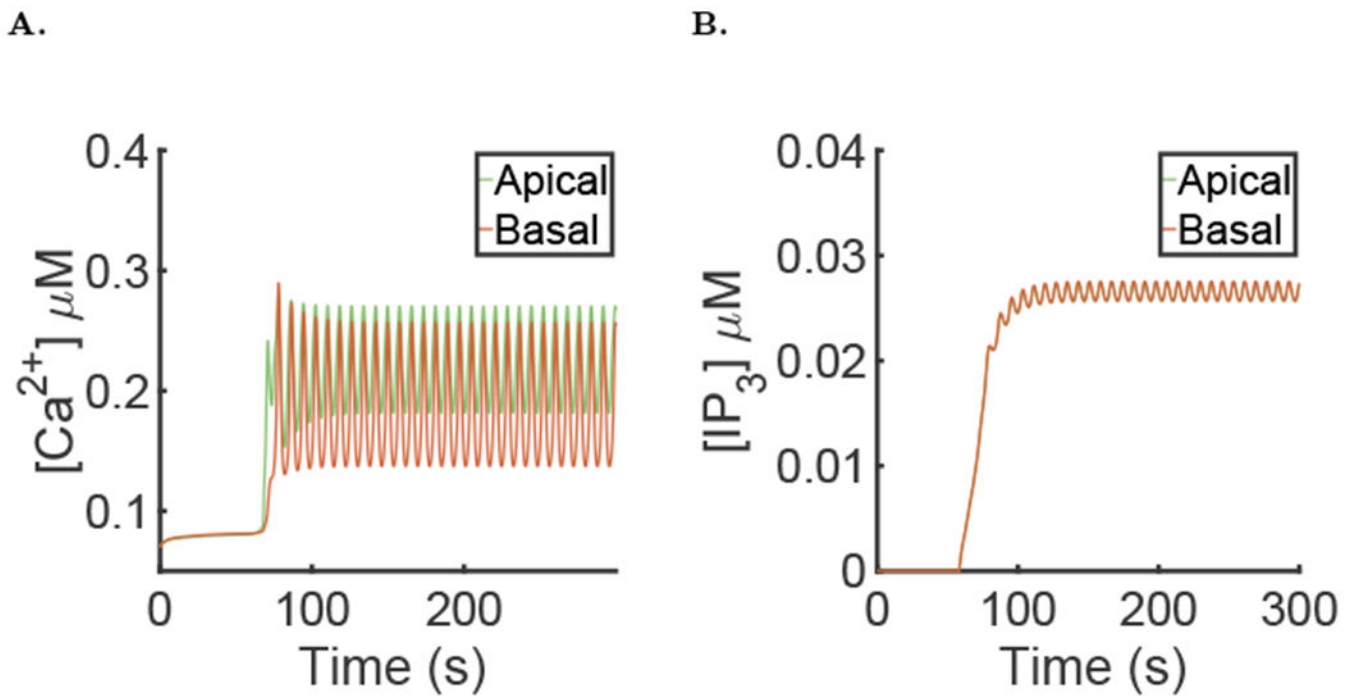 A.
0.4
0.3
0.2
0.1
[Ca2+] μM
Apical
Basal
0
100
200
Time (s)
B.
0.04
0.03
0.02
0.01
0
[IP3] μM
Apical
Basal
0
100
200
300
Time (s)